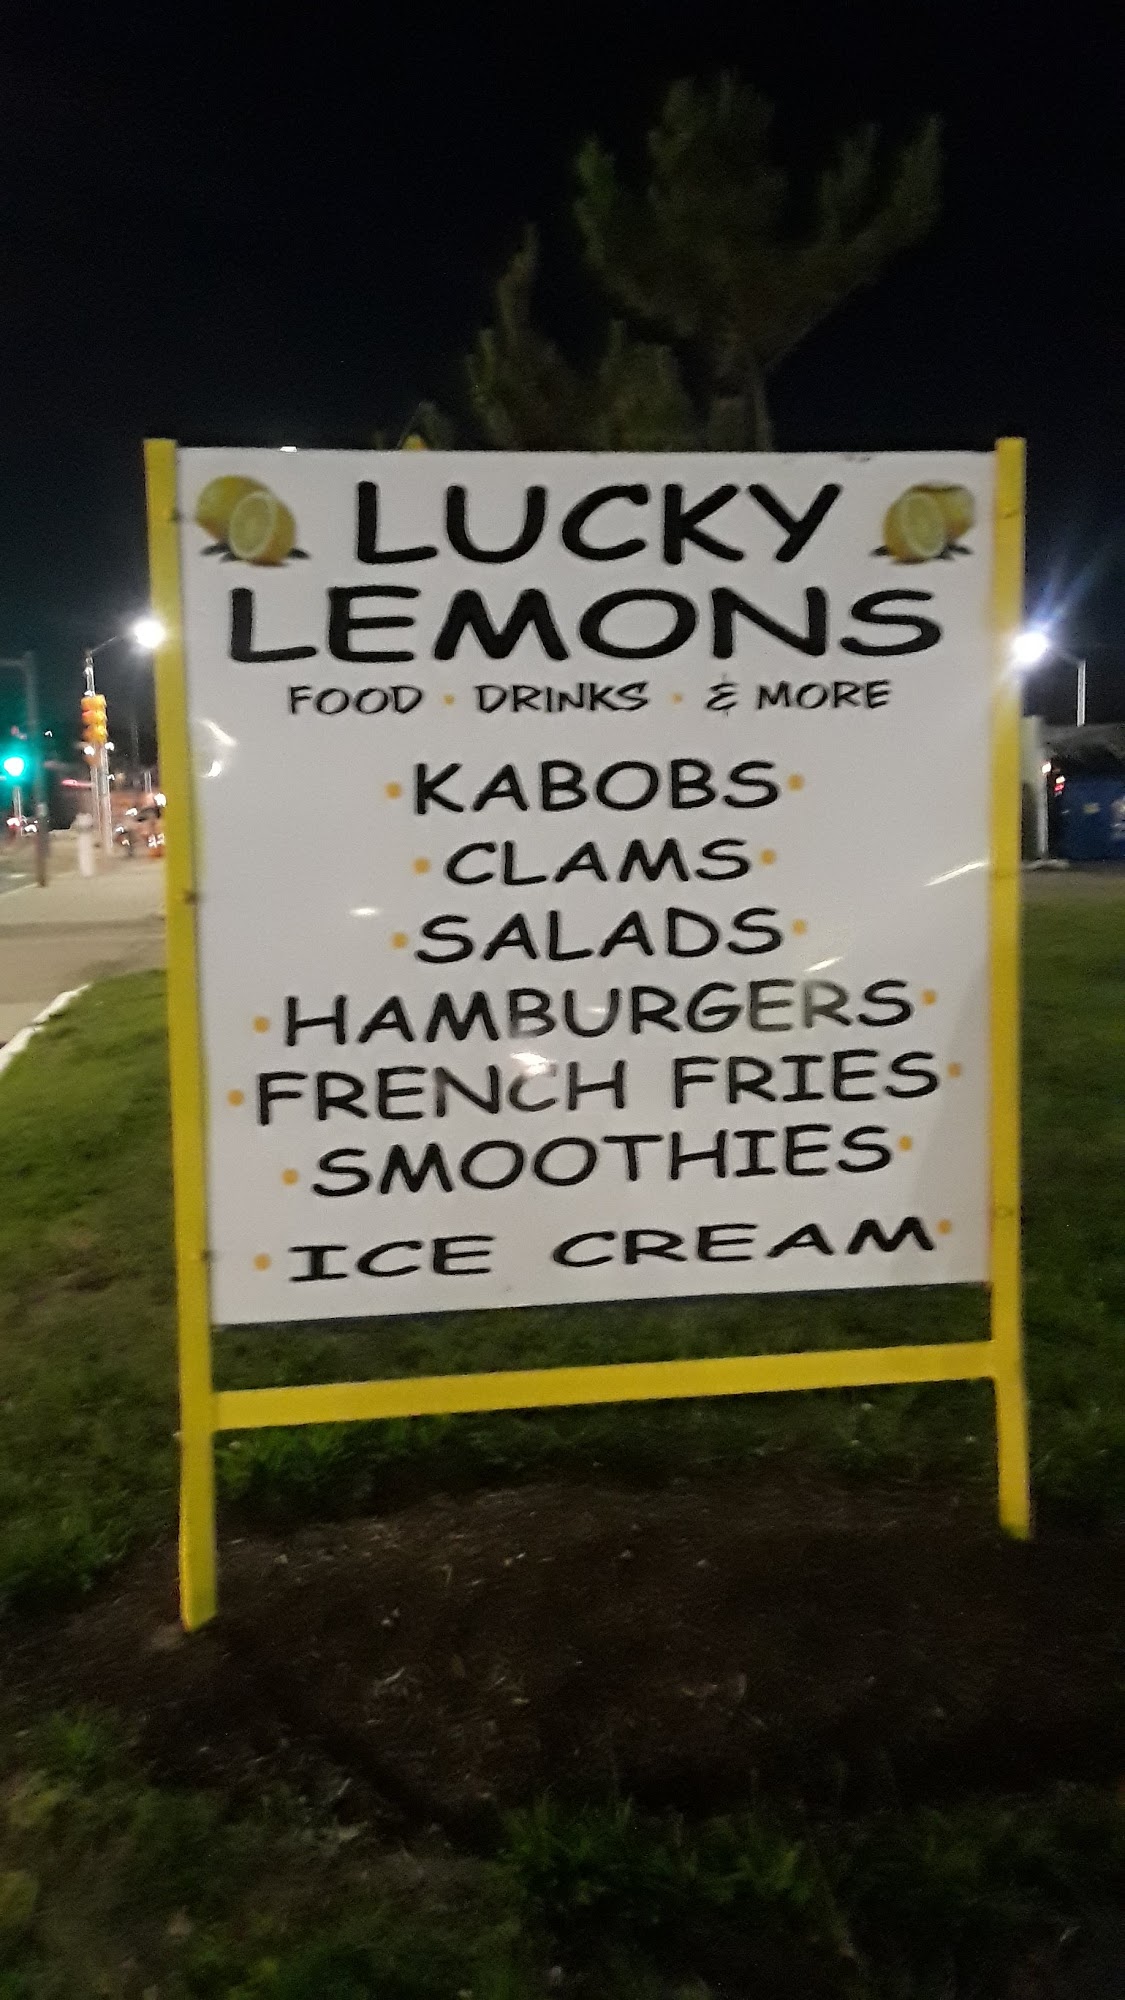 LUCKY
LEMONS
FOOD · DRINKS · & MORE
· KABOBS ·
· CLAMS ·
· SALADS ·
· HAMBURGERS ·
· FRENCH FRIES ·
· SMOOTHIES ·
· ICE CREAM ·